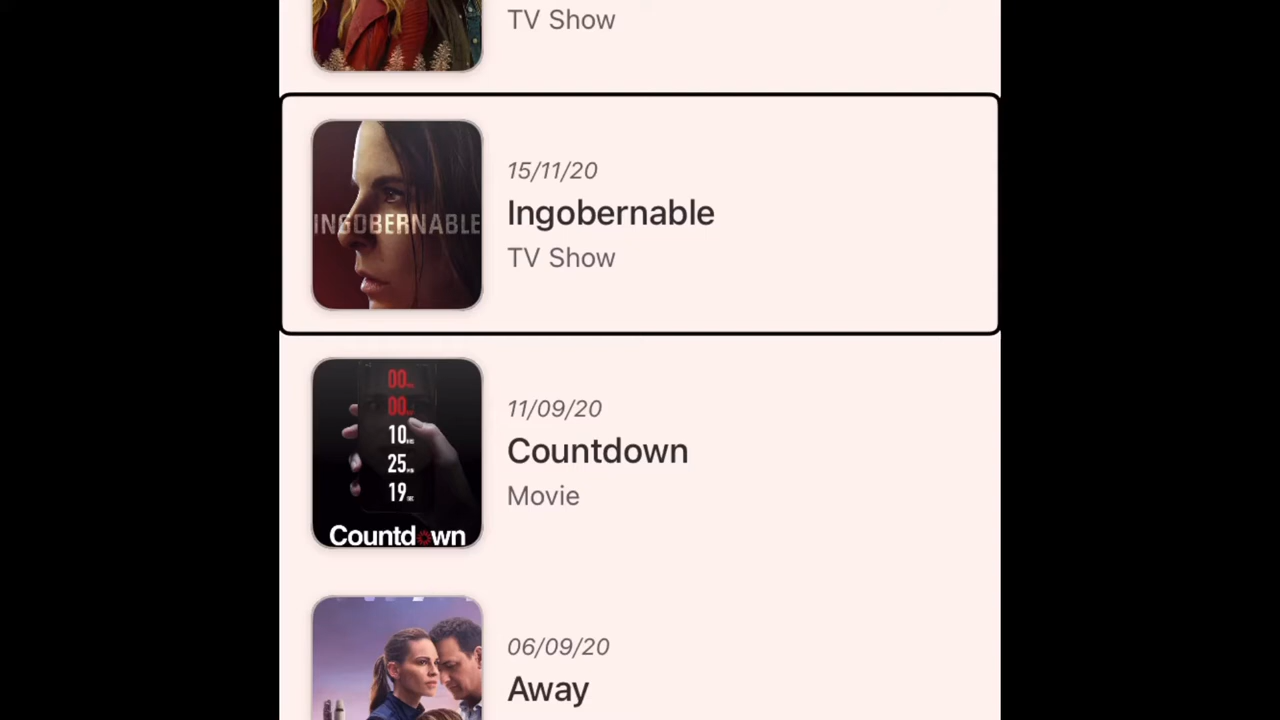 TV Show
INGOBERNABLE
15/11/20
Ingobernable
TV Show
00
00
10
25
19
Countdown
11/09/20
Countdown
Movie
06/09/20
Away